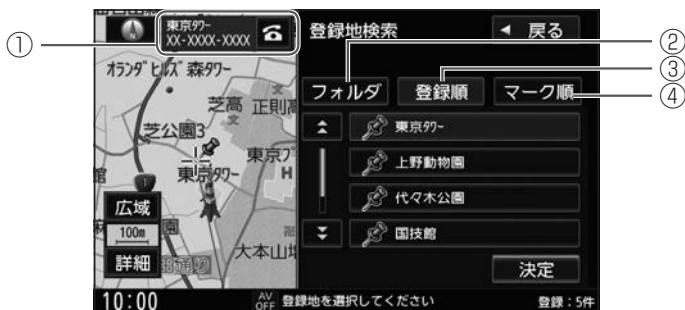 ①
東京タワー
XX-XXXX-XXXX
登録地検索
戻る
②
③
④
オランダヒルズ 森タワー
フォルダ
登録順
マーク順
芝高
正則
芝公園3
東京タワー
東京タワー
上野動物園
代々木公園
国技館
広域
100m
詳細
園
H
1
大本山
決定
10:00
AV
OFF
登録地を選択してください
登録:5件